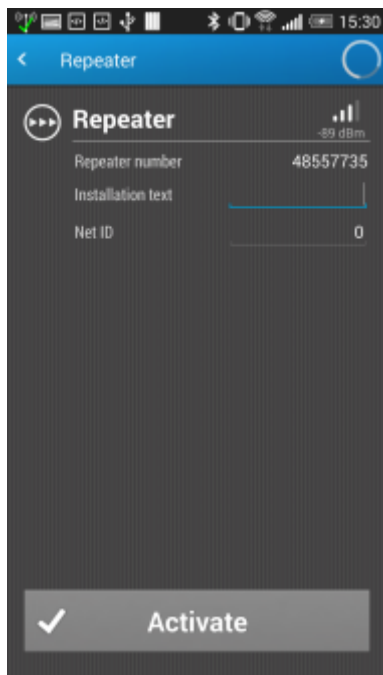 15:30
Repeater
Repeater
-89 dBm
Repeater number 48557735
Installation text
Net ID 0
Activate